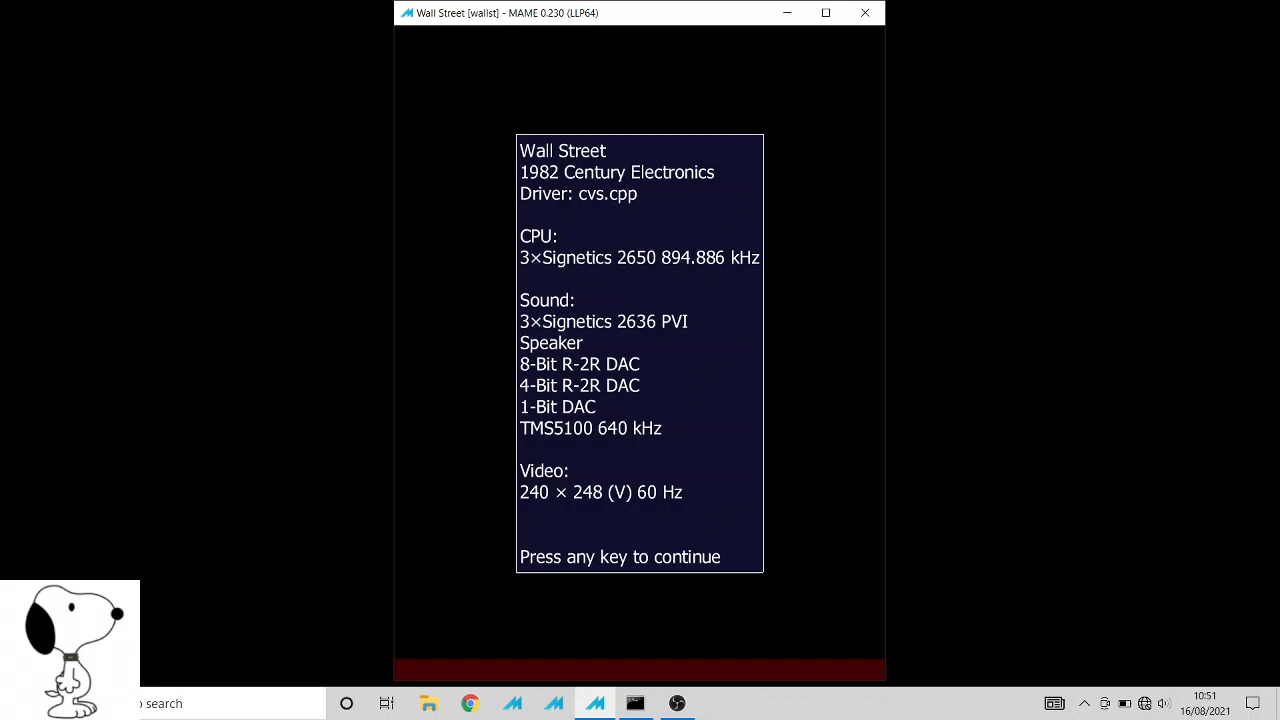 Wall Street [wallst] - MAME 0.230 (LLP64)
Wall Street
1982 Century Electronics
Driver: cvs.cpp
CPU:
3×Signetics 2650 894.886 kHz
Sound:
3×Signetics 2636 PVI
Speaker
8-Bit R-2R DAC
4-Bit R-2R DAC
1-Bit DAC
TMS5100 640 kHz
Video:
240 × 248 (V) 60 Hz
Press any key to continue
search
10:51
16/08/2021